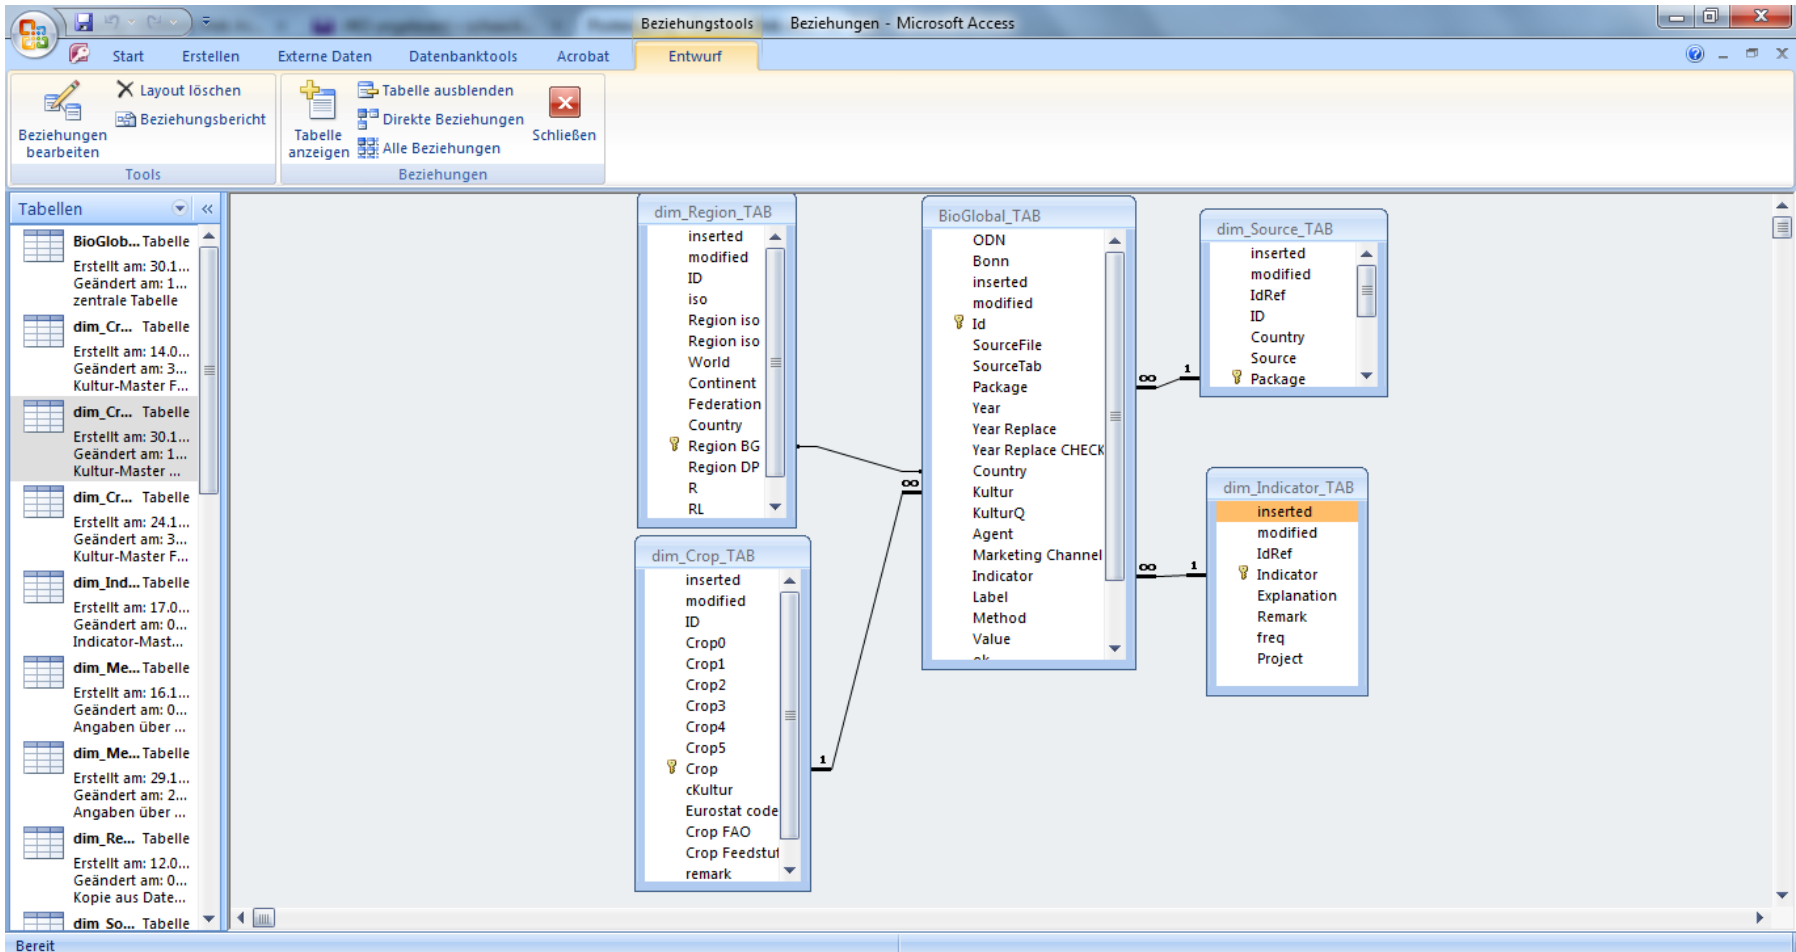 Beziehungstools
Beziehungen - Microsoft Access
Start
Erstellen
Externe Daten
Datenbanktools
Acrobat
Entwurf
Beziehungen
bearbeiten
Layout löschen
Beziehungsbericht
Tools
Tabelle
anzeigen
Tabelle ausblenden
Direkte Beziehungen
Alle Beziehungen
Schließen
Beziehungen
Tabellen
BioGlob... Tabelle
Erstellt am: 30.1...
Geändert am: 1...
zentrale Tabelle
dim_Cr... Tabelle
Erstellt am: 14.0...
Geändert am: 3...
Kultur-Master F...
dim_Cr... Tabelle
Erstellt am: 30.1...
Geändert am: 1...
Kultur-Master ...
dim_Cr... Tabelle
Erstellt am: 24.1...
Geändert am: 3...
Kultur-Master F...
dim_Ind... Tabelle
Erstellt am: 17.0...
Geändert am: 0...
Indicator-Mast...
dim_Me... Tabelle
Erstellt am: 16.1...
Geändert am: 0...
Angaben über ...
dim_Me... Tabelle
Erstellt am: 29.1...
Geändert am: 2...
Angaben über ...
dim_Re... Tabelle
Erstellt am: 12.0...
Geändert am: 0...
Kopie aus Date...
dim_So... Tabelle
dim_Region_TAB
inserted
modified
ID
iso
Region iso
Region iso
World
Continent
Federation
Country
Region BG
Region DP
R
RL
dim_Crop_TAB
inserted
modified
ID
Crop0
Crop1
Crop2
Crop3
Crop4
Crop5
Crop
cKultur
Eurostat code
Crop FAO
Crop Feedstuf
remark
1
∞
BioGlobal_TAB
ODN
Bonn
inserted
modified
Id
SourceFile
SourceTab
Package
Year
Year Replace
Year Replace CHECK
Country
Kultur
KulturQ
Agent
Marketing Channel
Indicator
Label
Method
Value
ok
∞ 1
∞ 1
dim_Source_TAB
inserted
modified
IdRef
ID
Country
Source
Package
dim_Indicator_TAB
inserted
modified
IdRef
Indicator
Explanation
Remark
freq
Project
Bereit